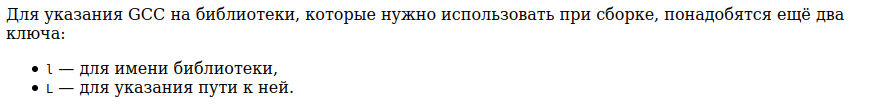 Для указания GCC на библиотеки, которые нужно использовать при сборке, понадобятся ещё два
ключа:
• l — для имени библиотеки,
• L — для указания пути к ней.